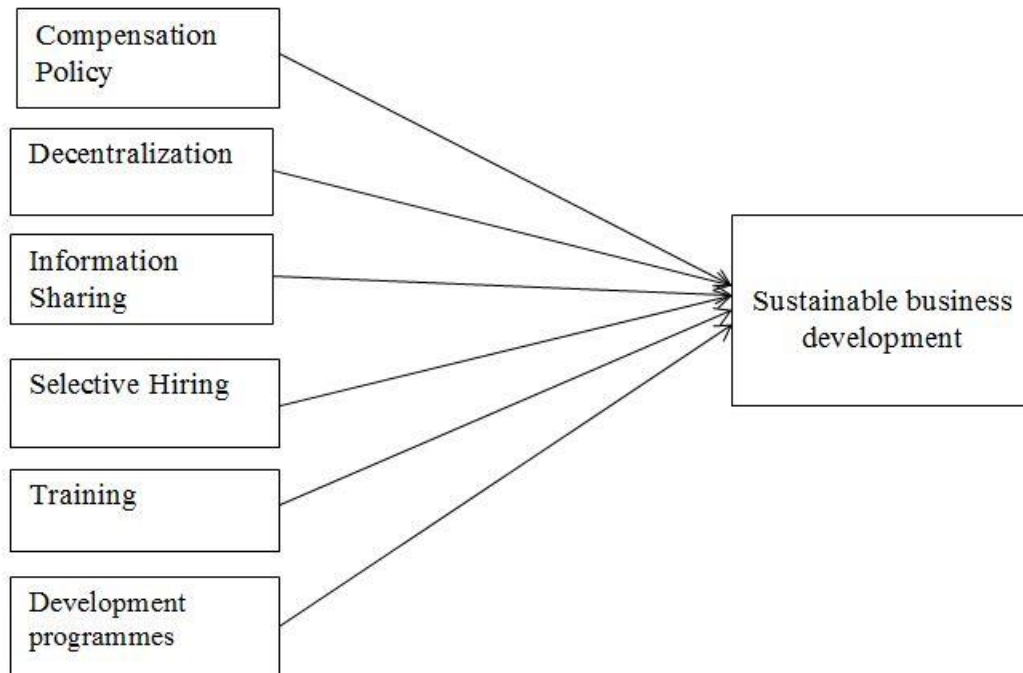 Compensation
Policy
Decentralization
Information
Sharing
Selective Hiring
Training
Development
programmes
Sustainable business
development